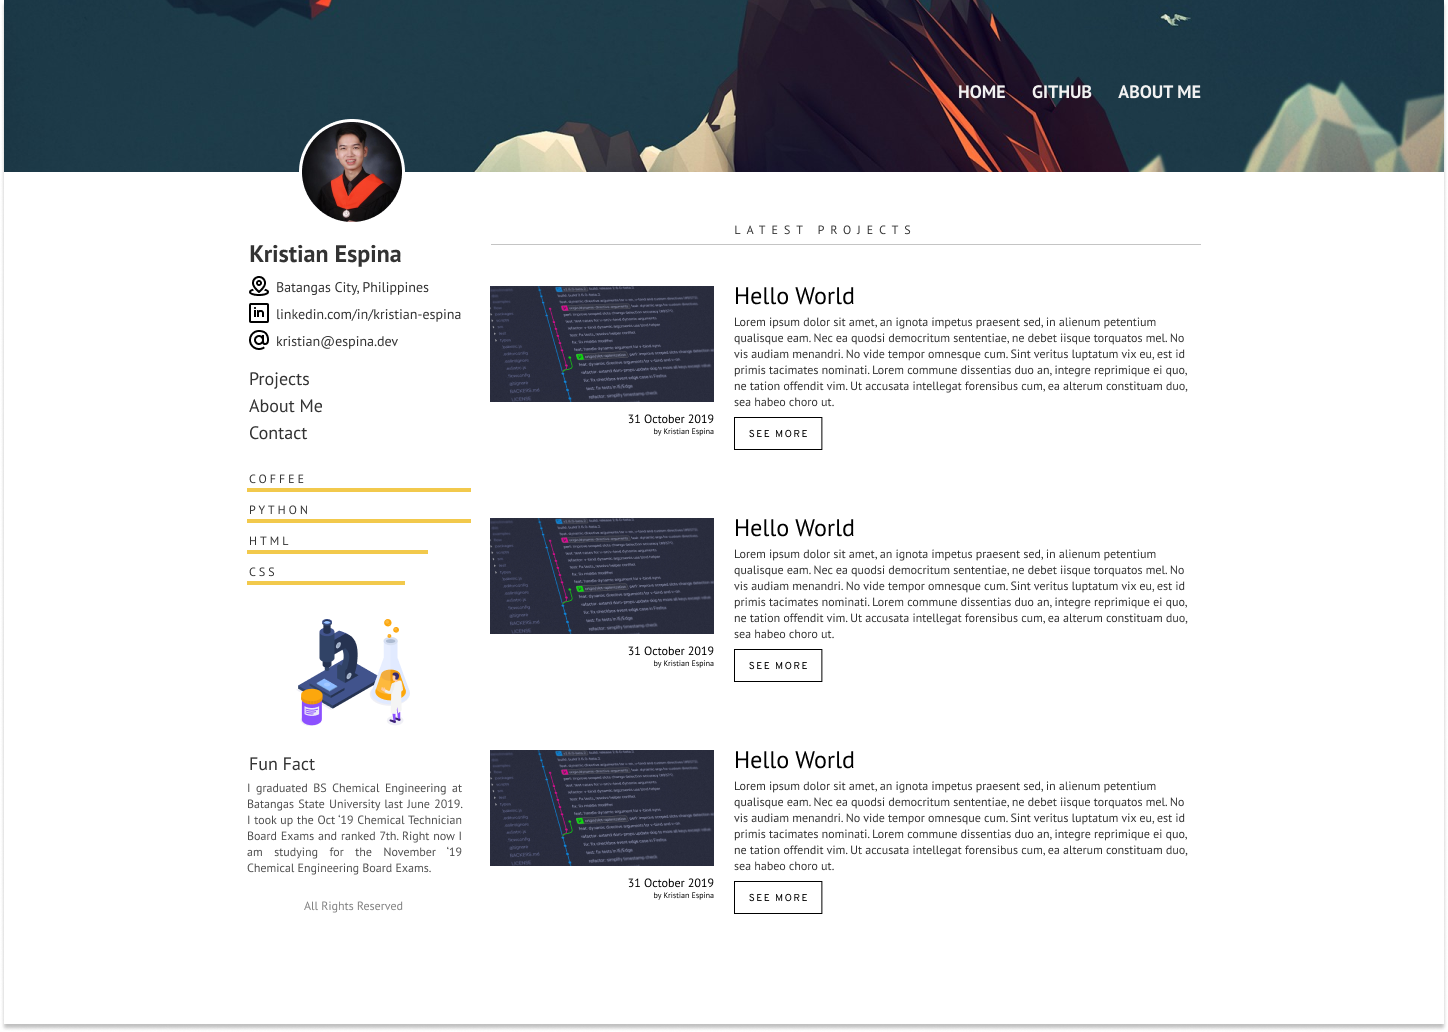 HOME GITHUB ABOUT ME
Kristian Espina
Batangas City, Philippines
linkedin.com/in/kristian-espina
kristian@espina.dev
Projects
About Me
Contact
COFFEE
PYTHON
HTML
CSS
Fun Fact
I graduated BS Chemical Engineering at
Batangas State University last June 2019.
I took up the Oct '19 Chemical Technician
Board Exams and ranked 7th. Right now I
am studying for the November '19
Chemical Engineering Board Exams.
All Rights Reserved
LATEST PROJECTS
Hello World
Lorem ipsum dolor sit amet, an ignota impetus praesent sed, in alienum petentium
qualisque eam. Nec ea quodsi democritum sententiae, ne debet iisque torquatos mel. No
vis audiam menandri. No vide tempor omnesque cum. Sint veritus luptatum vix eu, est id
primis tacimates nominati. Lorem commune dissentias duo an, integre reprimique ei quo,
ne tation offendit vim. Ut accusata intellegat forensibus cum, ea alterum constituam duo,
sea habeo choro ut.
31 October 2019
by Kristian Espina
SEE MORE
Hello World
Lorem ipsum dolor sit amet, an ignota impetus praesent sed, in alienum petentium
qualisque eam. Nec ea quodsi democritum sententiae, ne debet iisque torquatos mel. No
vis audiam menandri. No vide tempor omnesque cum. Sint veritus luptatum vix eu, est id
primis tacimates nominati. Lorem commune dissentias duo an, integre reprimique ei quo,
ne tation offendit vim. Ut accusata intellegat forensibus cum, ea alterum constituam duo,
sea habeo choro ut.
31 October 2019
by Kristian Espina
SEE MORE
Hello World
Lorem ipsum dolor sit amet, an ignota impetus praesent sed, in alienum petentium
qualisque eam. Nec ea quodsi democritum sententiae, ne debet iisque torquatos mel. No
vis audiam menandri. No vide tempor omnesque cum. Sint veritus luptatum vix eu, est id
primis tacimates nominati. Lorem commune dissentias duo an, integre reprimique ei quo,
ne tation offendit vim. Ut accusata intellegat forensibus cum, ea alterum constituam duo,
sea habeo choro ut.
31 October 2019
by Kristian Espina
SEE MORE